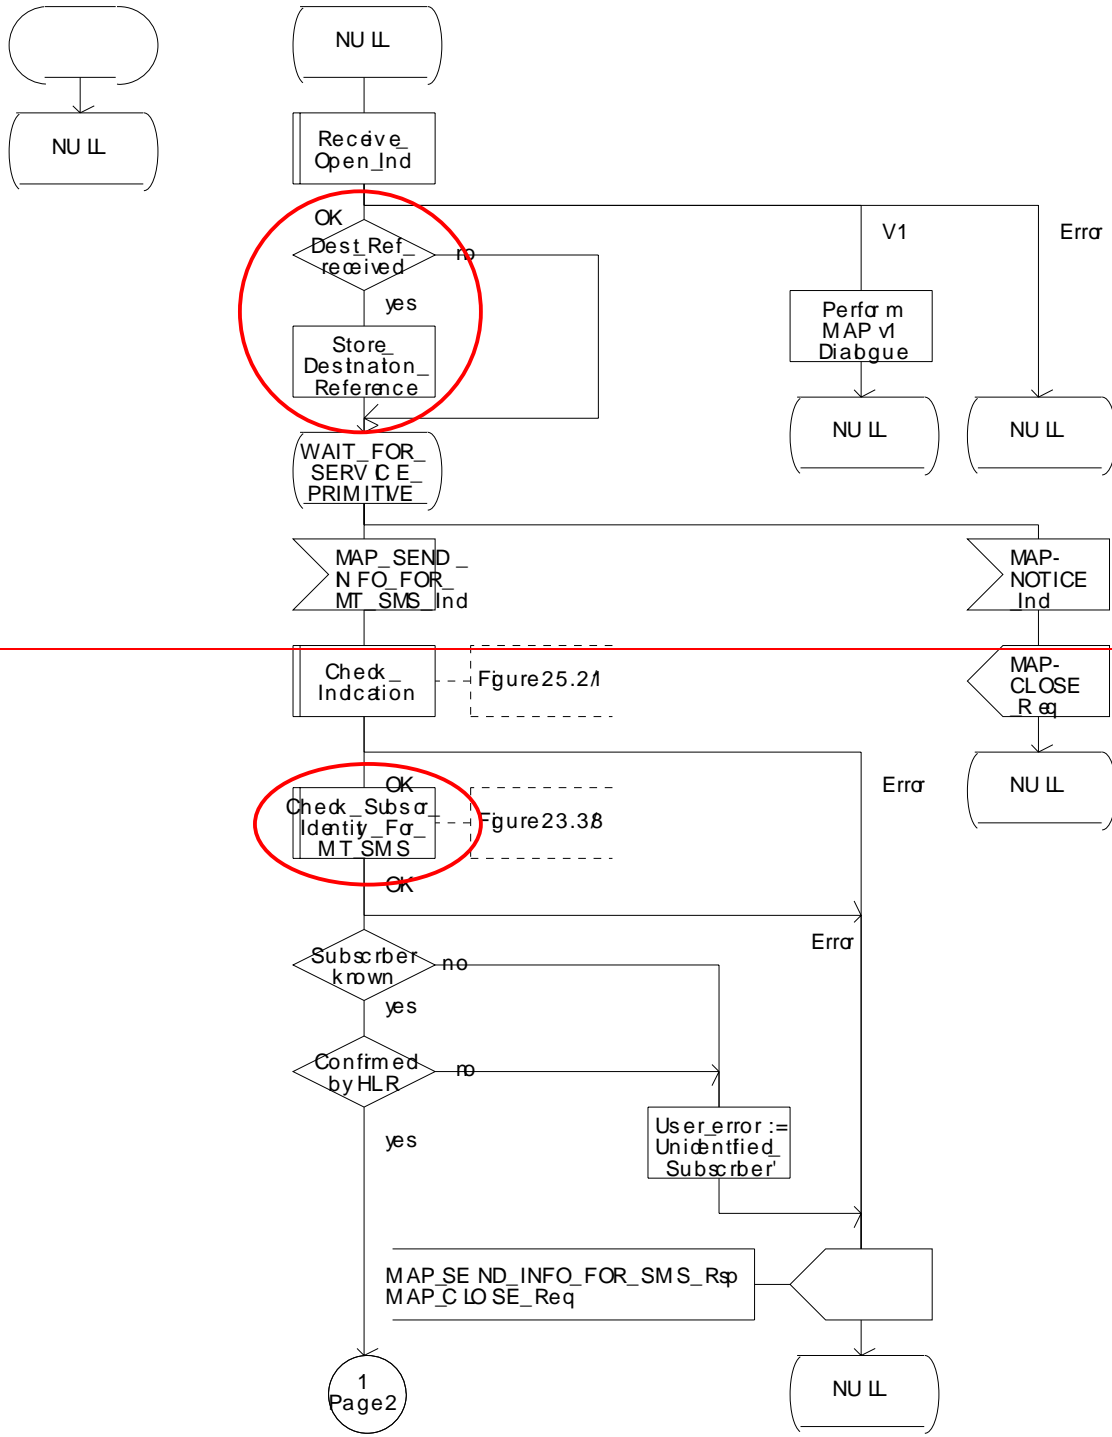 NULL
NULL
Receive_
Open_Ind
OK
Dest_Ref_
received
no
V1
Error
yes
Perform
MAP v1
Dialogue
Store_
Destination_
Reference
NULL
NULL
WAIT_FOR_
SERVICE_
PRIMITIVE_
MAP_SEND_
INFO_FOR_
MT_SMS_Ind
MAP-
NOTICE
_Ind
Check_
Indication
Figure 25.2/1
MAP-
CLOSE
_Req
OK
Error
NULL
Check_Subscr_
Identity_For_
MT_SMS
Figure 23.3/8
OK
Error
Subscriber
known
no
yes
Confirmed
by HLR
no
yes
User_error :=
Unidentified_
Subscriber'
MAP_SEND_INFO_FOR_SMS_Rsp
MAP_CLOSE_Req
1
Page2
NULL